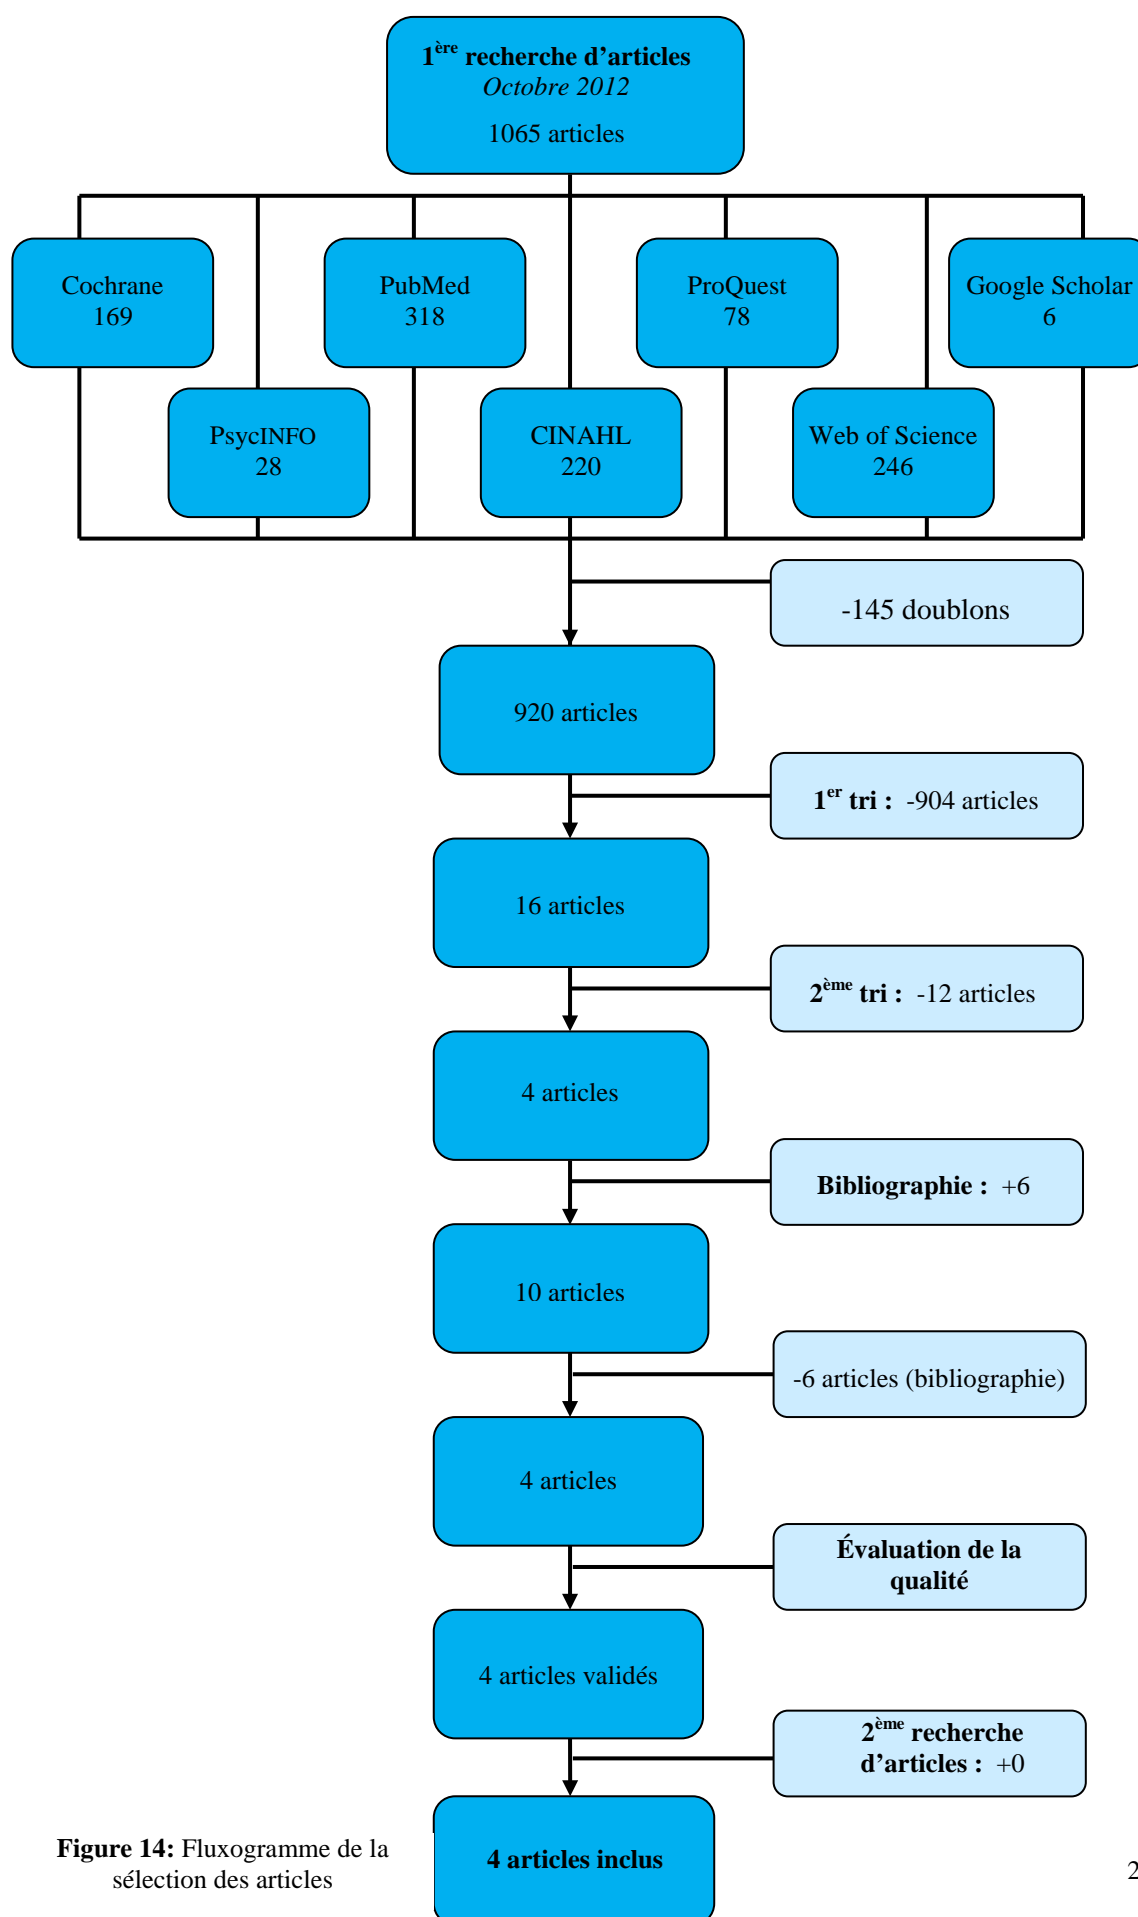 1ère recherche d’articles
Octobre 2012
1065 articles
Cochrane
169
PubMed
318
ProQuest
78
Google Scholar
6
PsycINFO
28
CINAHL
220
Web of Science
246
-145 doublons
920 articles
1er tri : -904 articles
16 articles
2ème tri : -12 articles
4 articles
Bibliographie : +6
10 articles
-6 articles (bibliographie)
4 articles
Évaluation de la
qualité
4 articles validés
2ème recherche
d’articles : +0
4 articles inclus
Figure 14: Fluxogramme de la
sélection des articles
2